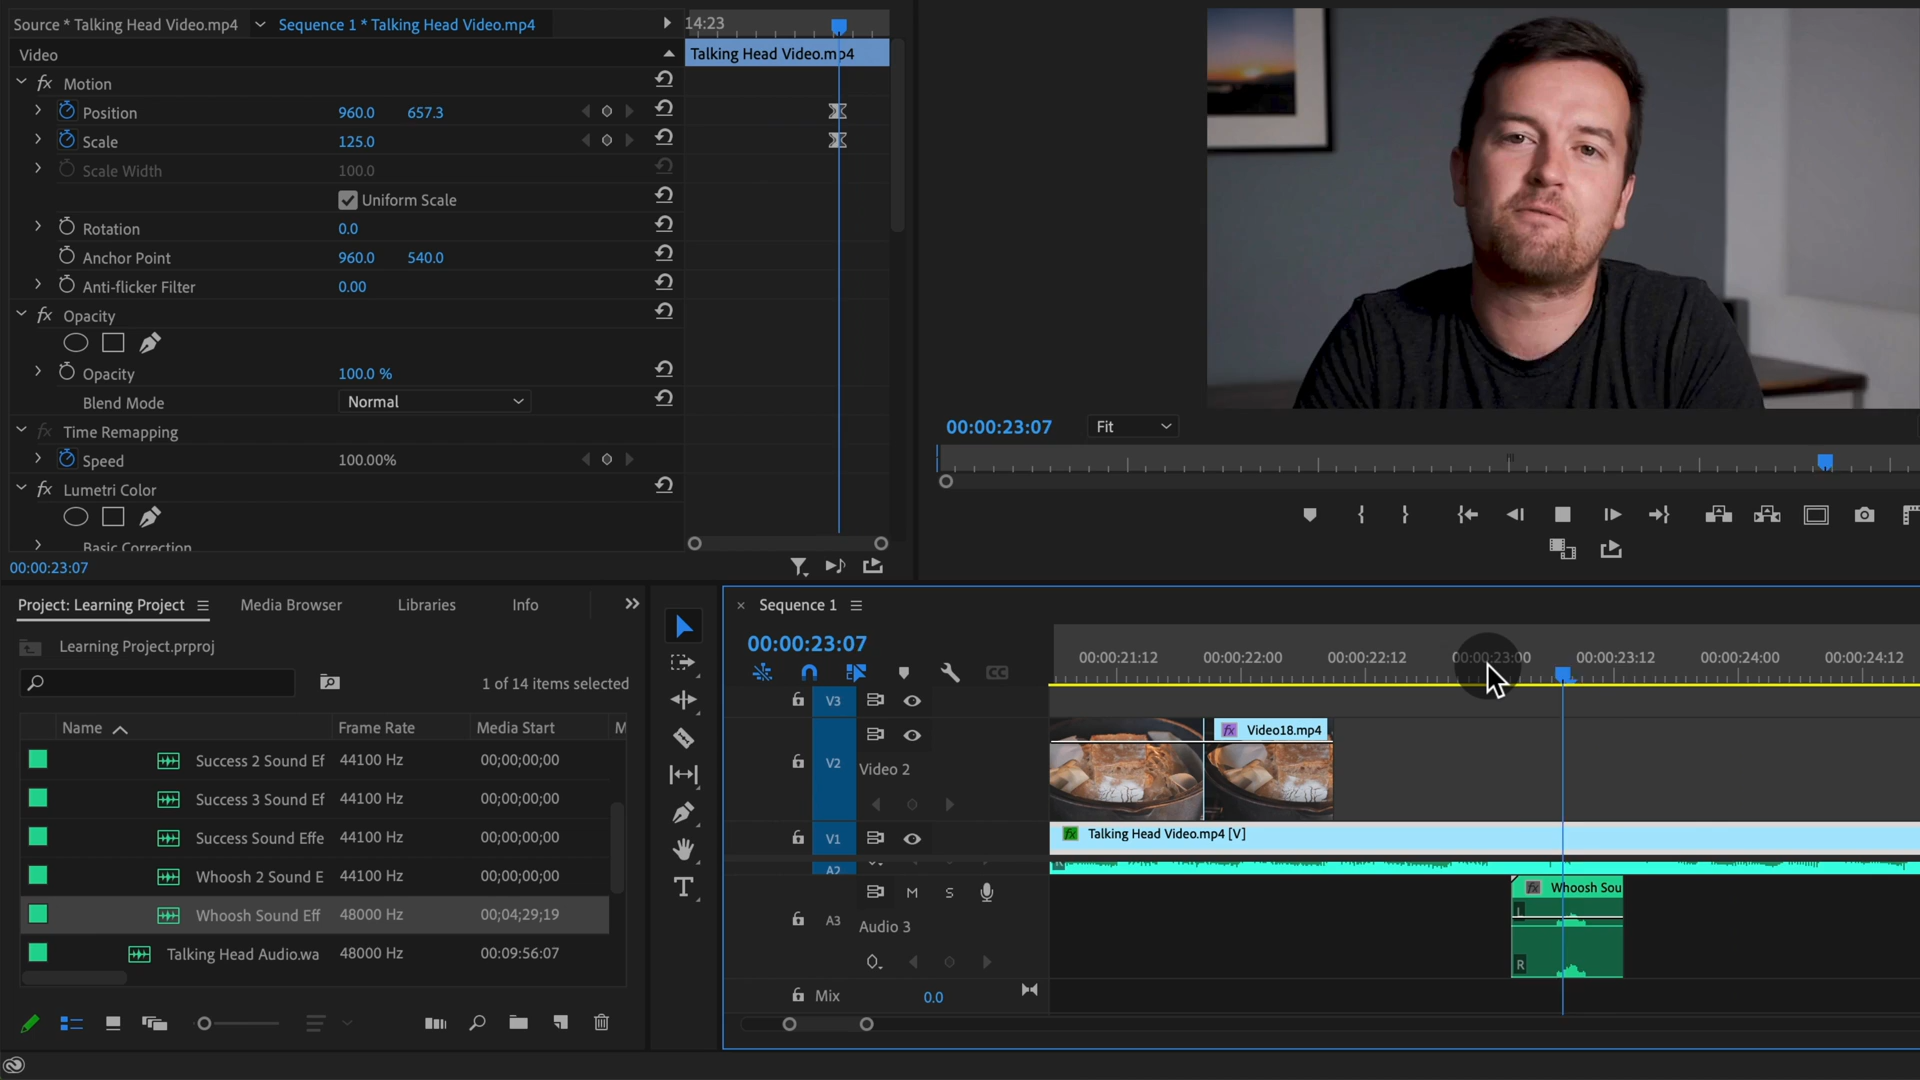 Source * Talking Head Video.mp4
Sequence 1 * Talking Head Video.mp4
14:23
Video
Talking Head Video.mp4
fx Motion
Position 960.0 657.3
Scale 125.0
Scale Width 100.0
Uniform Scale
Rotation 0.0
Anchor Point 960.0 540.0
Anti-flicker Filter 0.00
fx Opacity
Opacity 100.0 %
Blend Mode Normal
fx Time Remapping
Speed 100.00%
fx Lumetri Color
Basic Correction
00:00:23:07
00:00:23:07 Fit
Project: Learning Project
Media Browser
Libraries
Info
Learning Project.prproj
1 of 14 items selected
Name Frame Rate Media Start M
Success 2 Sound Ef 44100 Hz 00;00;00;00
Success 3 Sound Ef 44100 Hz 00;00;00;00
Success Sound Effe 44100 Hz 00;00;00;00
Whoosh 2 Sound E 44100 Hz 00;00;00;00
Whoosh Sound Eff 48000 Hz 00;04;29;19
Talking Head Audio.wa 48000 Hz 00:09:56:07
T
Sequence 1
00:00:23:07
CC
00:00:21:12 00:00:22:00 00:00:22:12 00:00:23:00 00:00:23:12 00:00:24:00 00:00:24:12
V3
fx Video18.mp4
V2 Video 2
V1 fx Talking Head Video.mp4 [V]
A2
M S
fx Whoosh Sou
L
A3 Audio 3
R
Mix 0.0